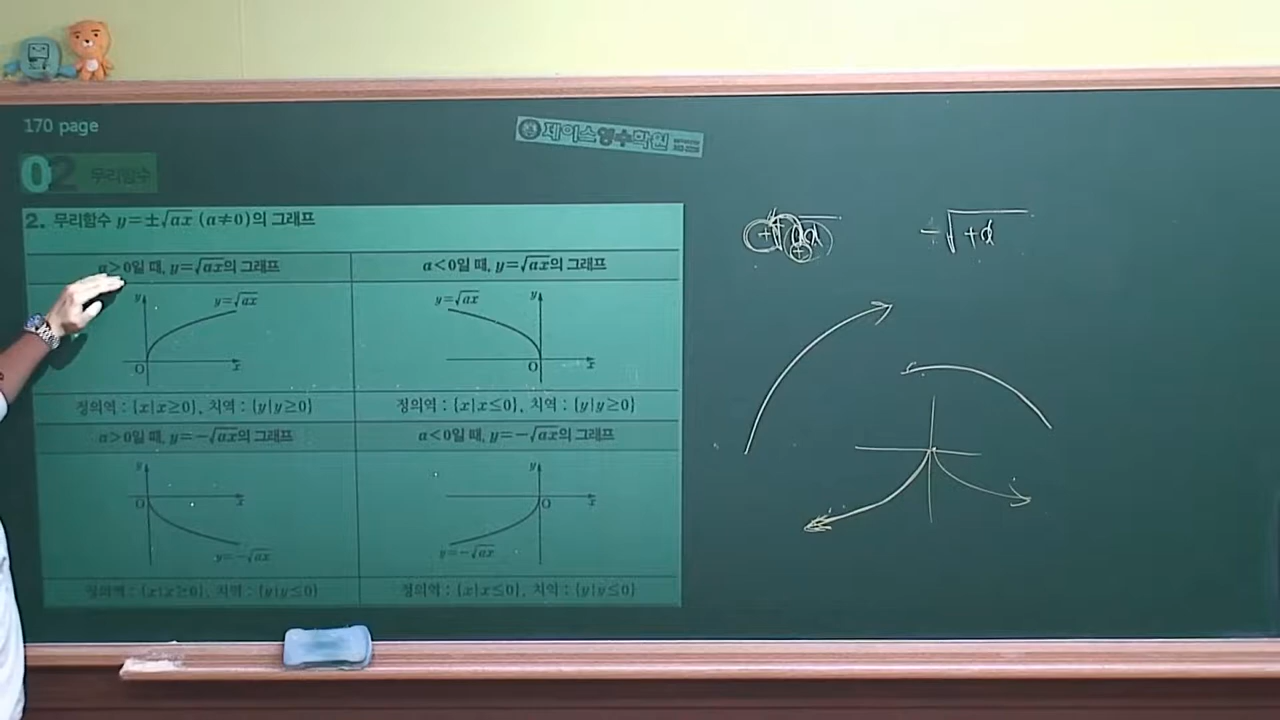 170 page
제이스영수학원
02 무리함수
2. 무리함수 y=±√ax (a≠0)의 그래프
a>0일 때, y=√ax의 그래프
a<0일 때, y=√ax의 그래프
y y=√ax
O x
y=√ax y
O x
정의역 : {x|x≥0}, 치역 : {y|y≥0}
정의역 : {x|x≤0}, 치역 : {y|y≥0}
a>0일 때, y=-√ax의 그래프
a<0일 때, y=-√ax의 그래프
y
O x
y=-√ax
y
O x
y=-√ax
정의역 : {x|x≥0}, 치역 : {y|y≤0}
정의역 : {x|x≤0}, 치역 : {y|y≤0}